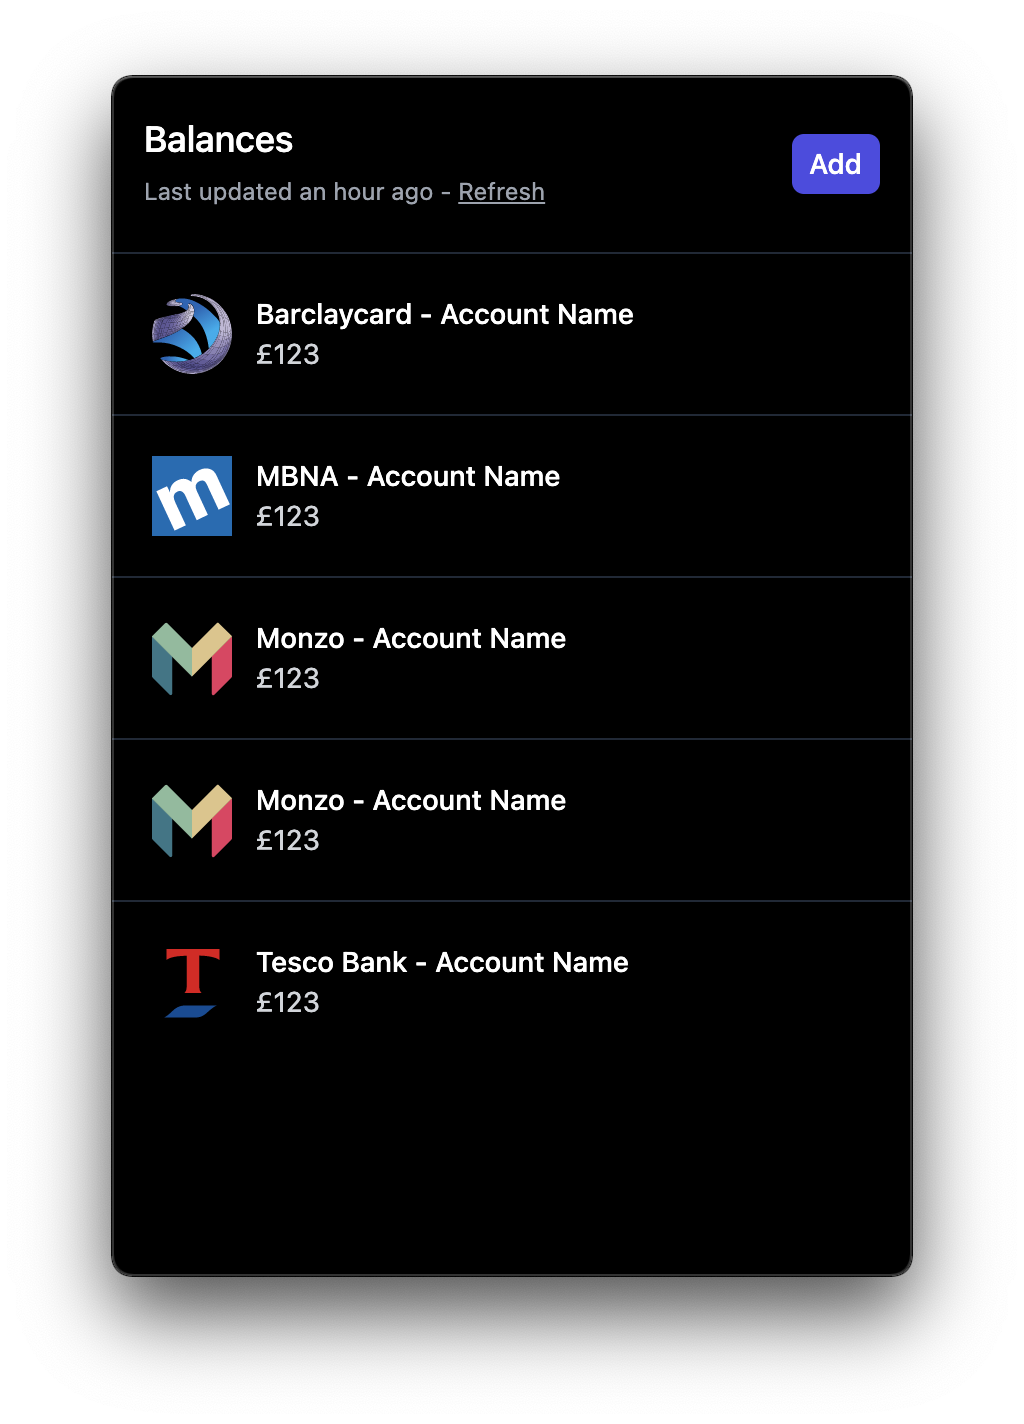 Balances
Last updated an hour ago - Refresh
Add
Barclaycard - Account Name
£123
m
MBNA - Account Name
£123
Monzo - Account Name
£123
Monzo - Account Name
£123
T
Tesco Bank - Account Name
£123